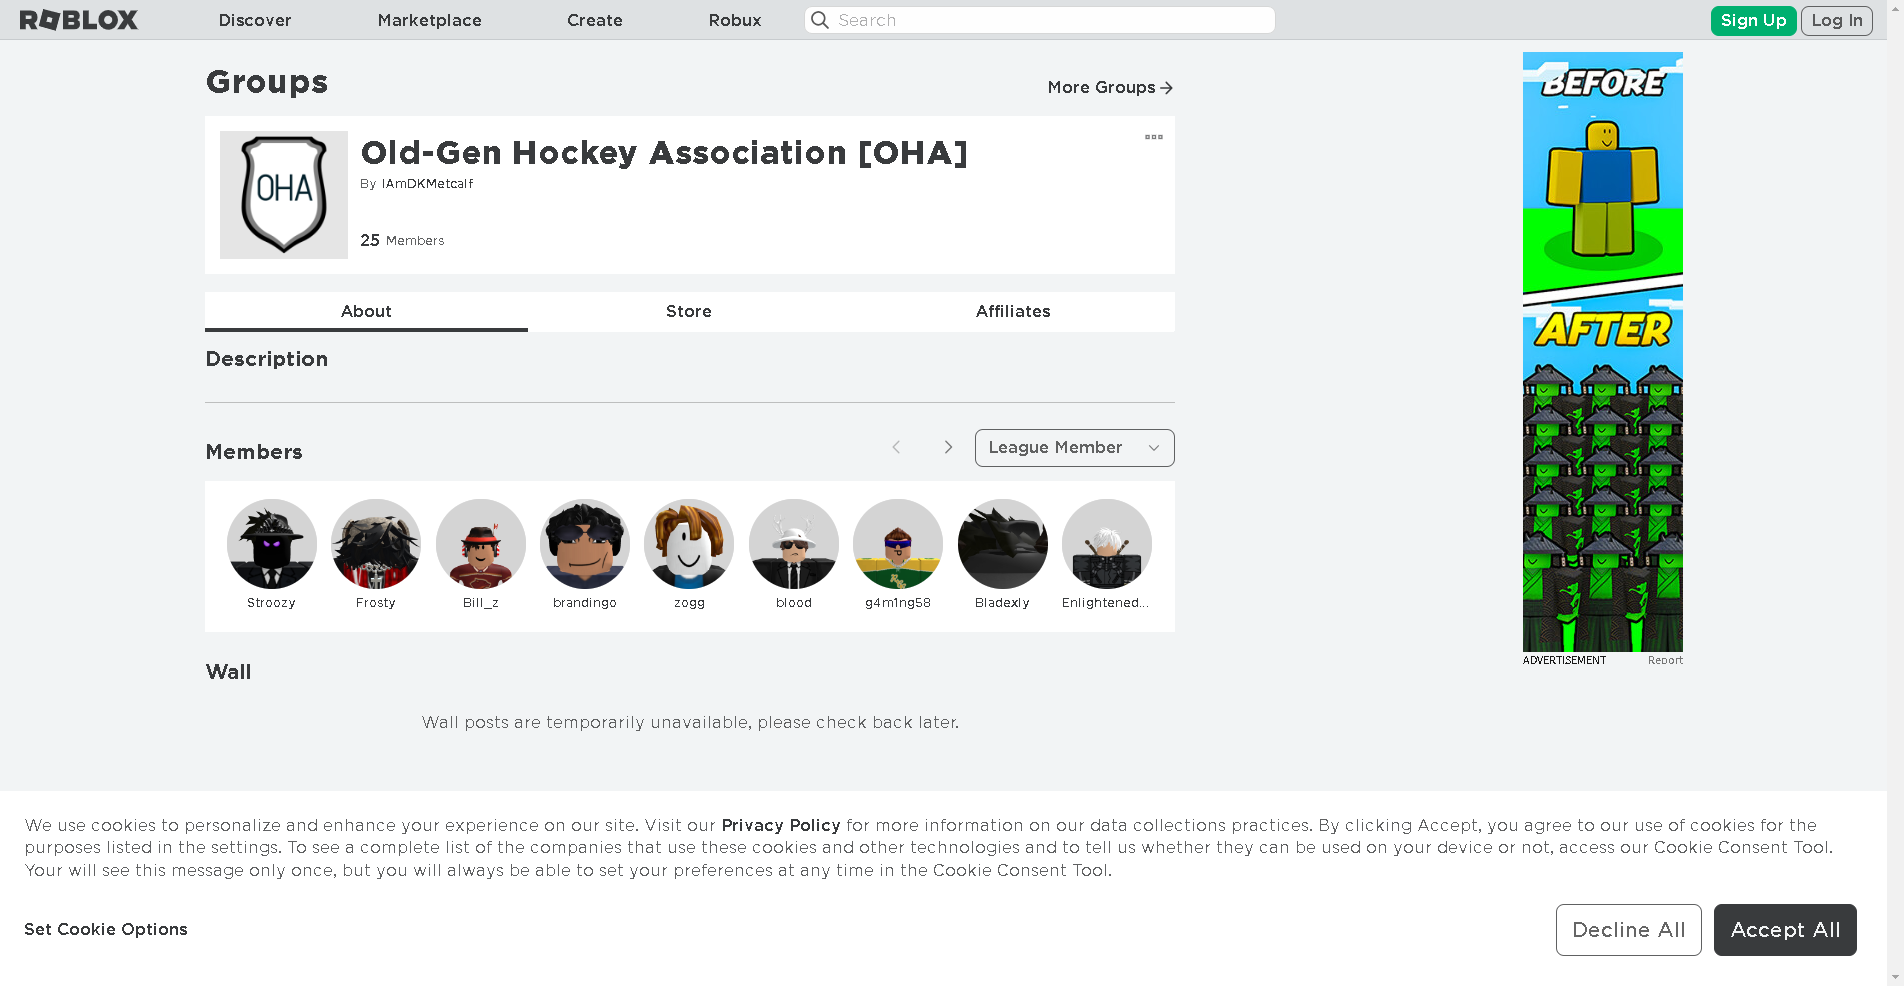 ROBLOX Discover Marketplace Create Robux Search Sign Up Log In
Groups
More Groups
OHA
Old-Gen Hockey Association [OHA]
By IAmDKMetcalf
25 Members
About Store Affiliates
Description
Members
League Member
Stroozy Frosty Bill_z brandingo zogg blood g4m1ng58 Bladexly Enlightened...
Wall
Wall posts are temporarily unavailable, please check back later.
BEFORE
AFTER
ADVERTISEMENT Report
We use cookies to personalize and enhance your experience on our site. Visit our Privacy Policy for more information on our data collections practices. By clicking Accept, you agree to our use of cookies for the
purposes listed in the settings. To see a complete list of the companies that use these cookies and other technologies and to tell us whether they can be used on your device or not, access our Cookie Consent Tool.
Your will see this message only once, but you will always be able to set your preferences at any time in the Cookie Consent Tool.
Set Cookie Options
Decline All Accept All